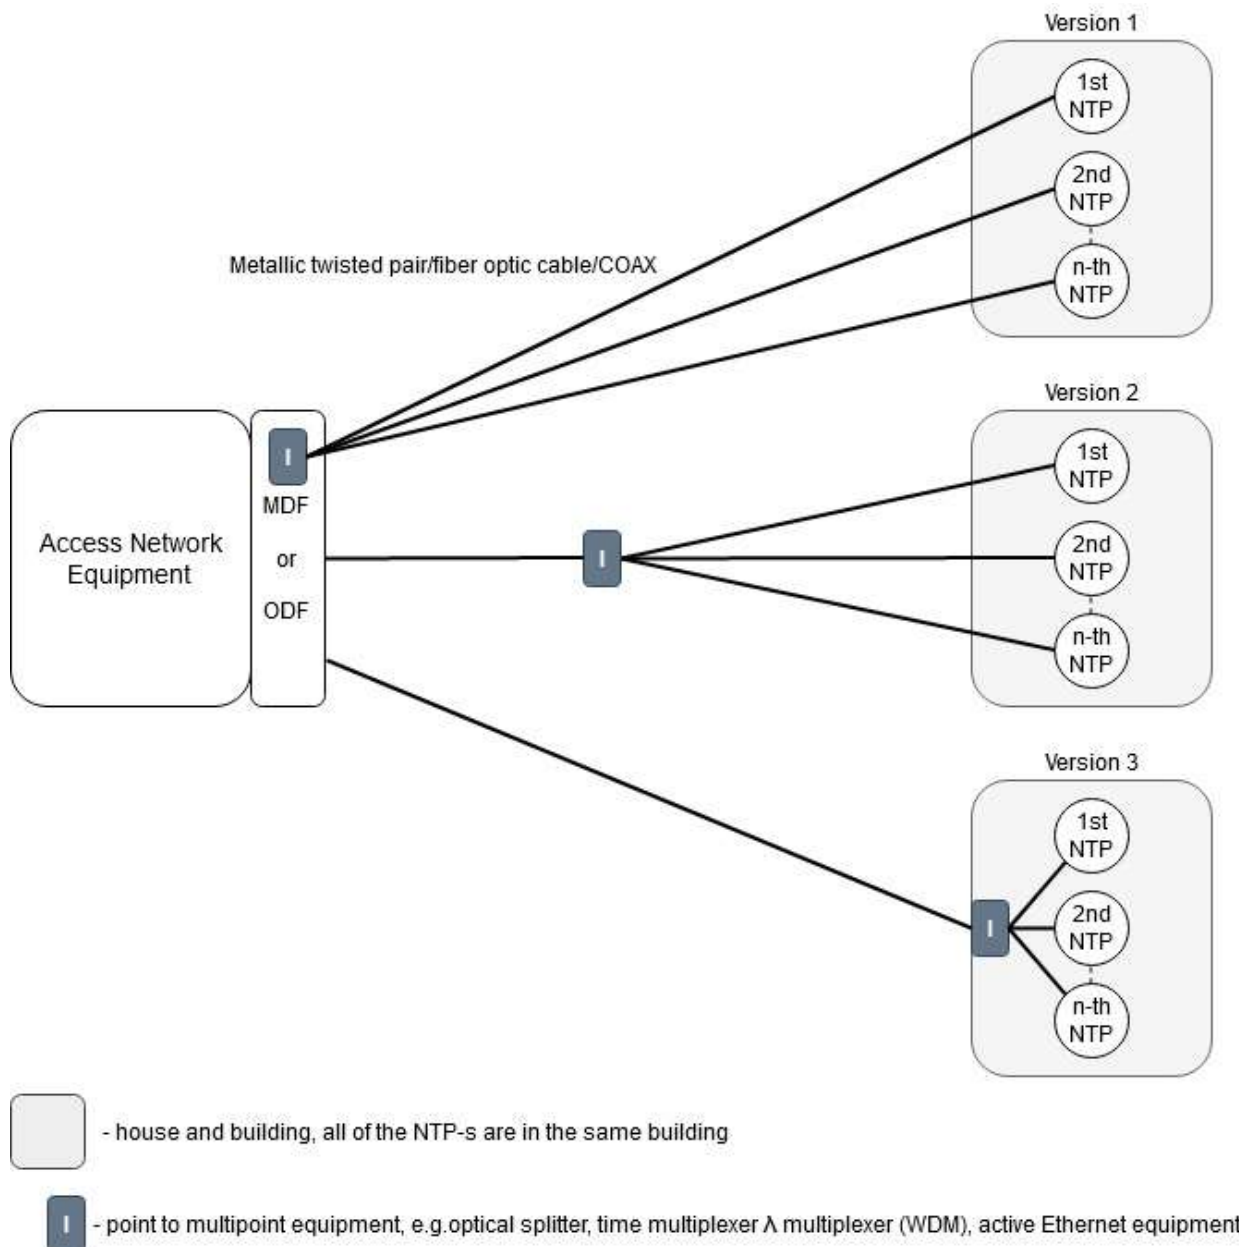 Version 1
1st
NTP
2nd
NTP
n-th
NTP
Metallic twisted pair/fiber optic cable/COAX
Version 2
1st
NTP
2nd
NTP
n-th
NTP
Access Network
Equipment
I
MDF
or
ODF
I
Version 3
1st
NTP
2nd
NTP
n-th
NTP
I
- house and building, all of the NTP-s are in the same building
I - point to multipoint equipment, e.g.optical splitter, time multiplexer λ multiplexer (WDM), active Ethernet equipment